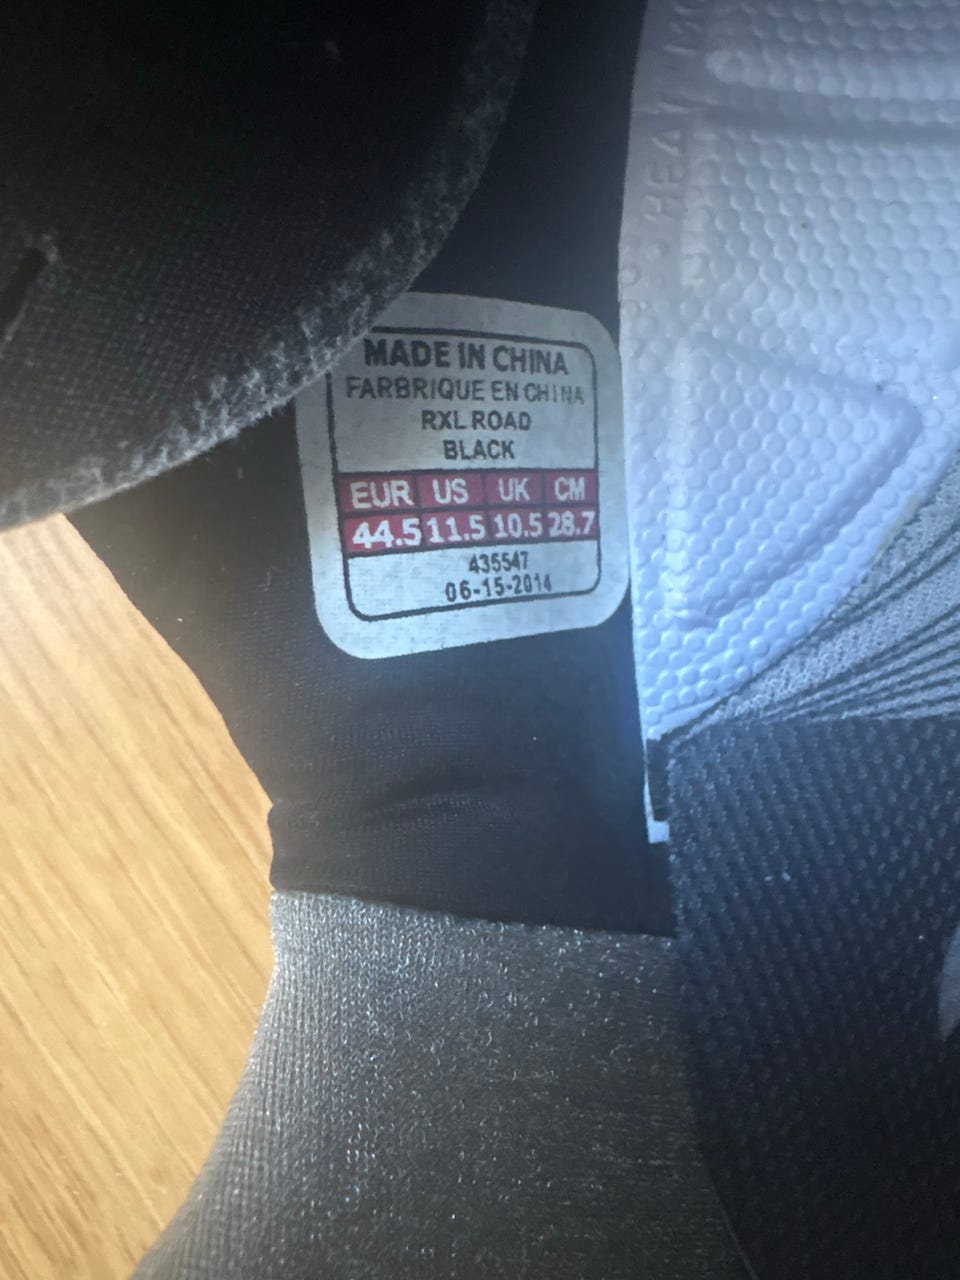 MADE IN CHINA
FARBRIQUE EN CHINA
RXL ROAD
BLACK
EUR US UK CM
44.5 11.5 10.5 28.7
435547
06-15-2014